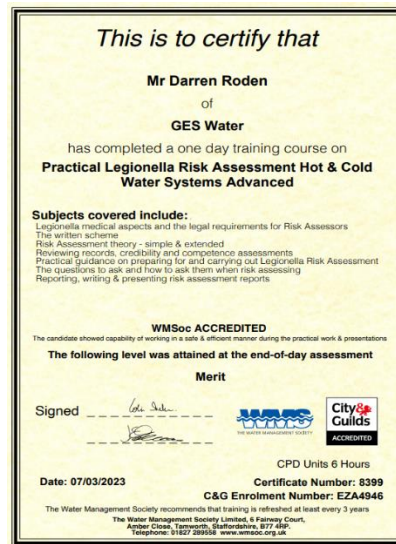 This is to certify that
Mr Darren Roden
of
GES Water
has completed a one day training course on
Practical Legionella Risk Assessment Hot & Cold
Water Systems Advanced
Subjects covered include:
Legionella medical aspects and the legal requirements for Risk Assessors
The written scheme
Risk Assessment theory - simple & extended
Reviewing records, credibility and competence assessments
Practical guidance on preparing for and carrying out Legionella Risk Assessment
The questions to ask and how to ask them when risk assessing
Reporting, writing & presenting risk assessment reports
WMSoc ACCREDITED
The candidate showed capability of working in a safe & efficient manner during the practical work & presentations
The following level was attained at the end-of-day assessment
Merit
Signed
WMS
THE WATER MANAGEMENT SOCIETY
City& Guilds
ACCREDITED
CPD Units 6 Hours
Date: 07/03/2023
Certificate Number: 8399
C&G Enrolment Number: EZA4946
The Water Management Society recommends that training is refreshed at least every 3 years
The Water Management Society Limited, 6 Fairway Court,
Amber Close, Tamworth, Staffordshire, B77 4RP.
Telephone: 01827 289558 www.wmsoc.org.uk